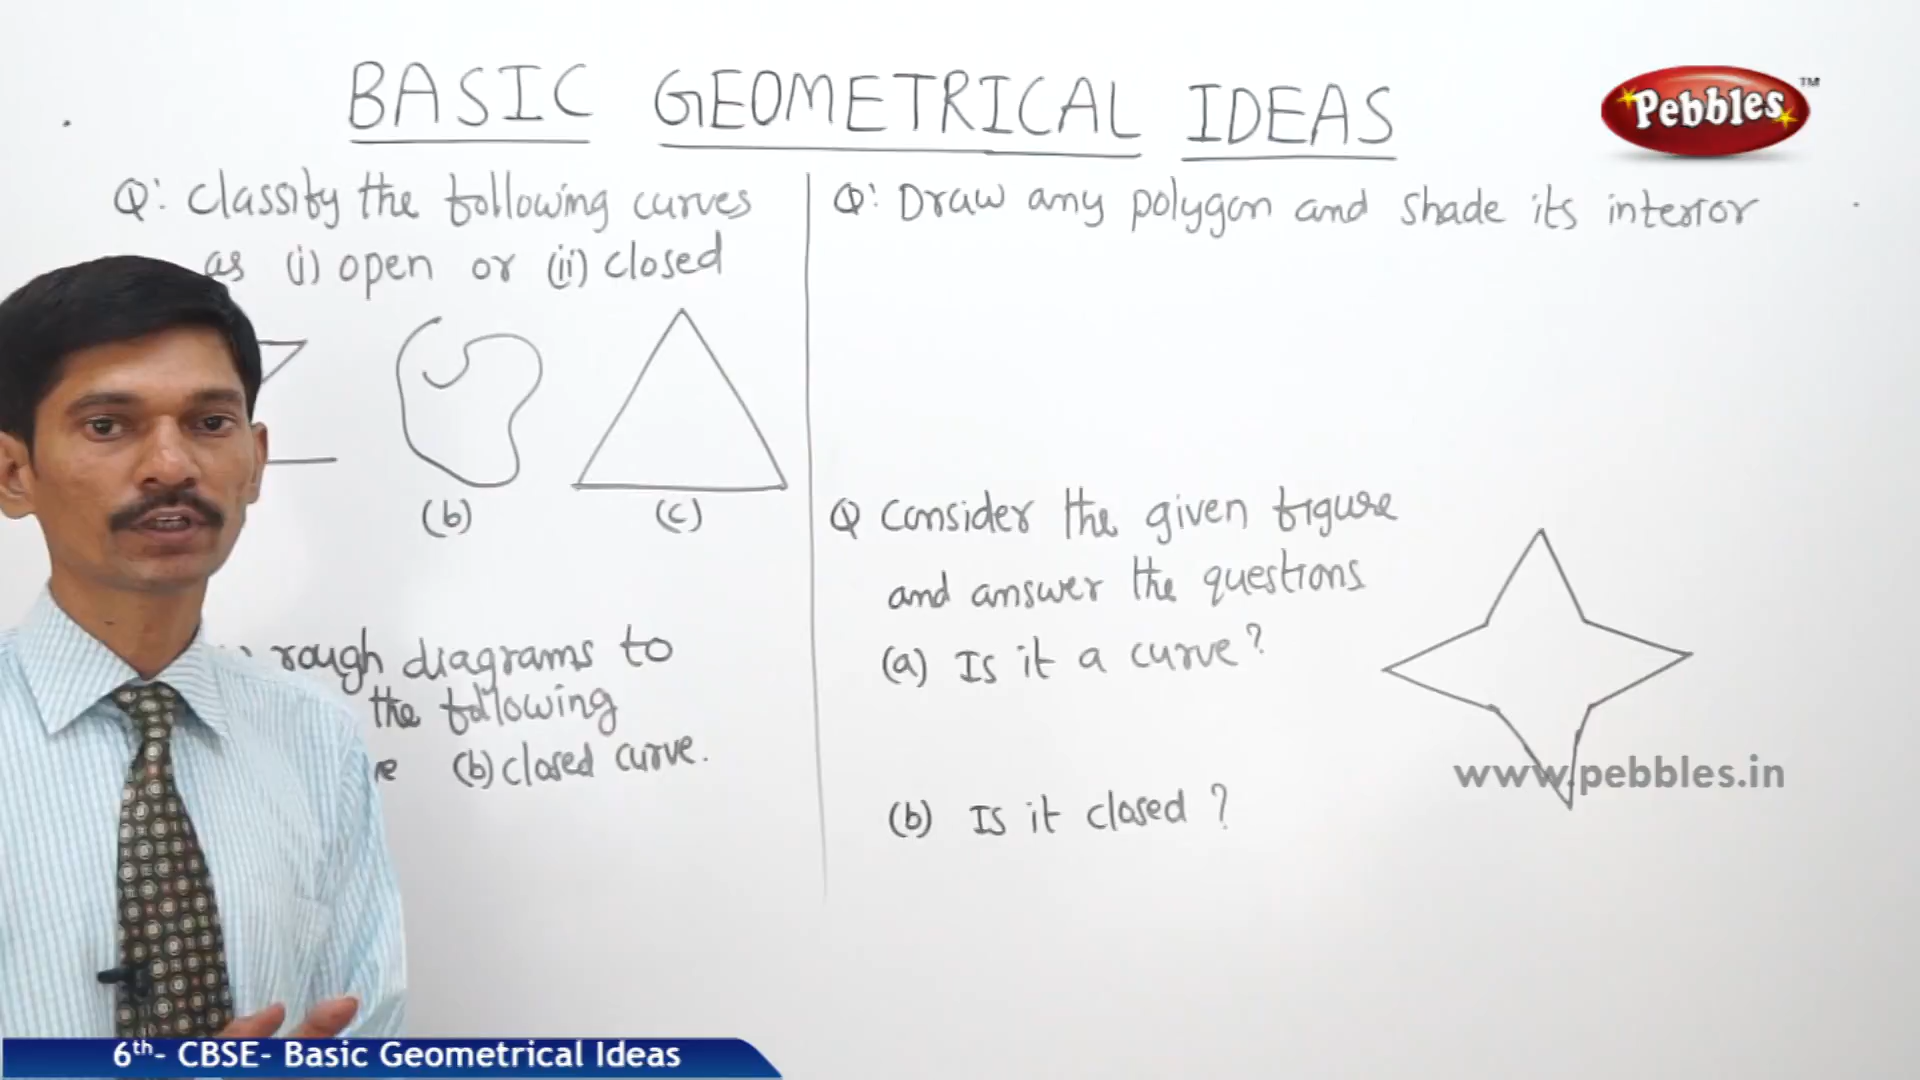 BASIC GEOMETRICAL IDEAS
Pebbles™
Q: Classify the following curves
as (i) open or (ii) closed
(b)
(c)
rough diagrams to
the following
(b) closed curve.
Q: Draw any polygon and shade its interior
Q Consider the given figure
and answer the questions
(a) Is it a curve?
(b) Is it closed?
www.pebbles.in
6th- CBSE- Basic Geometrical Ideas